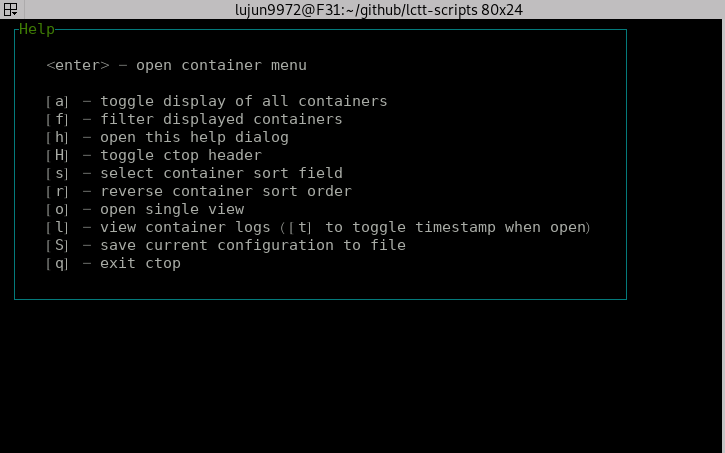 lujun9972@F31:~/github/lctt-scripts 80x24
Help
<enter> - open container menu
[a] - toggle display of all containers
[f] - filter displayed containers
[h] - open this help dialog
[H] - toggle ctop header
[s] - select container sort field
[r] - reverse container sort order
[o] - open single view
[l] - view container logs ([t] to toggle timestamp when open)
[S] - save current configuration to file
[q] - exit ctop